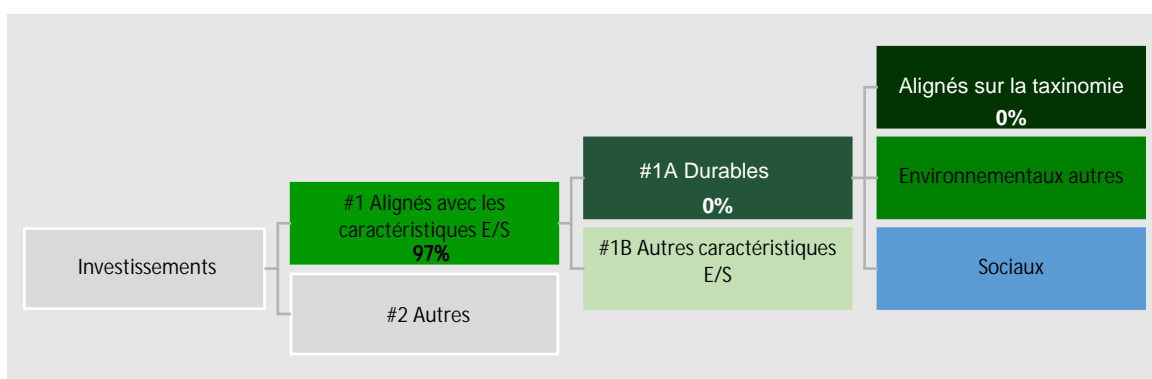 Investissements
#1 Alignés avec les
caractéristiques E/S
97%
#2 Autres
#1A Durables
0%
#1B Autres caractéristiques
E/S
Alignés sur la taxinomie
0%
Environnementaux autres
Sociaux